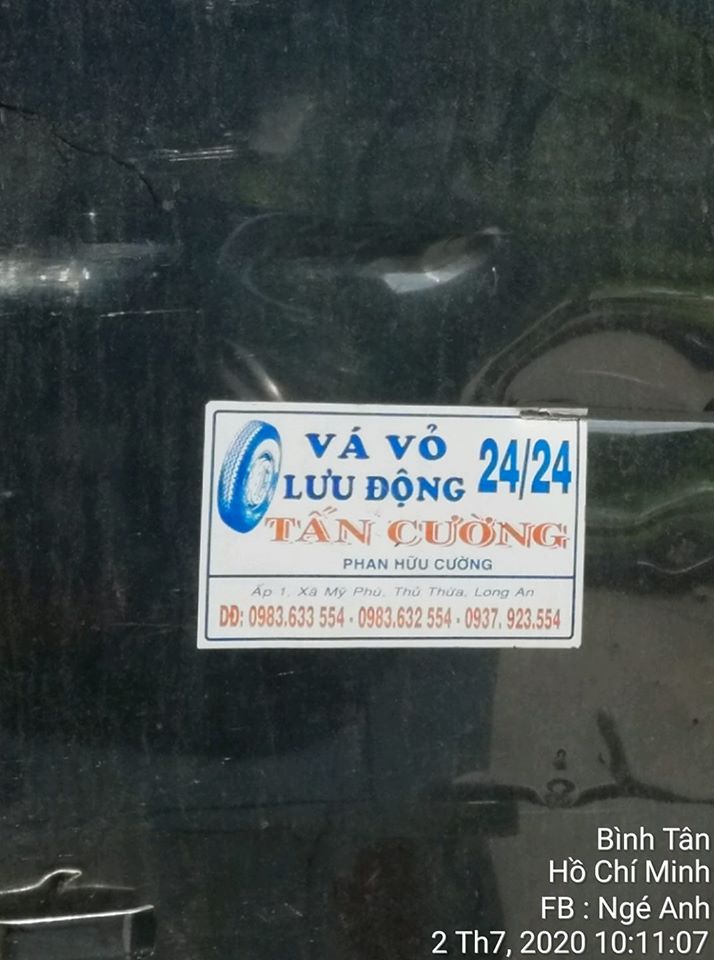 VÁ VỎ
LƯU ĐỘNG 24/24
TẤN CƯỜNG
PHAN HỮU CƯỜNG
Ấp 1, Xã Mỹ Phú, Thủ Thừa, Long An
DĐ: 0983.633 554 - 0983.632 554 - 0937. 923.554
Bình Tân
Hồ Chí Minh
FB : Ngé Anh
2 Th7, 2020 10:11:07